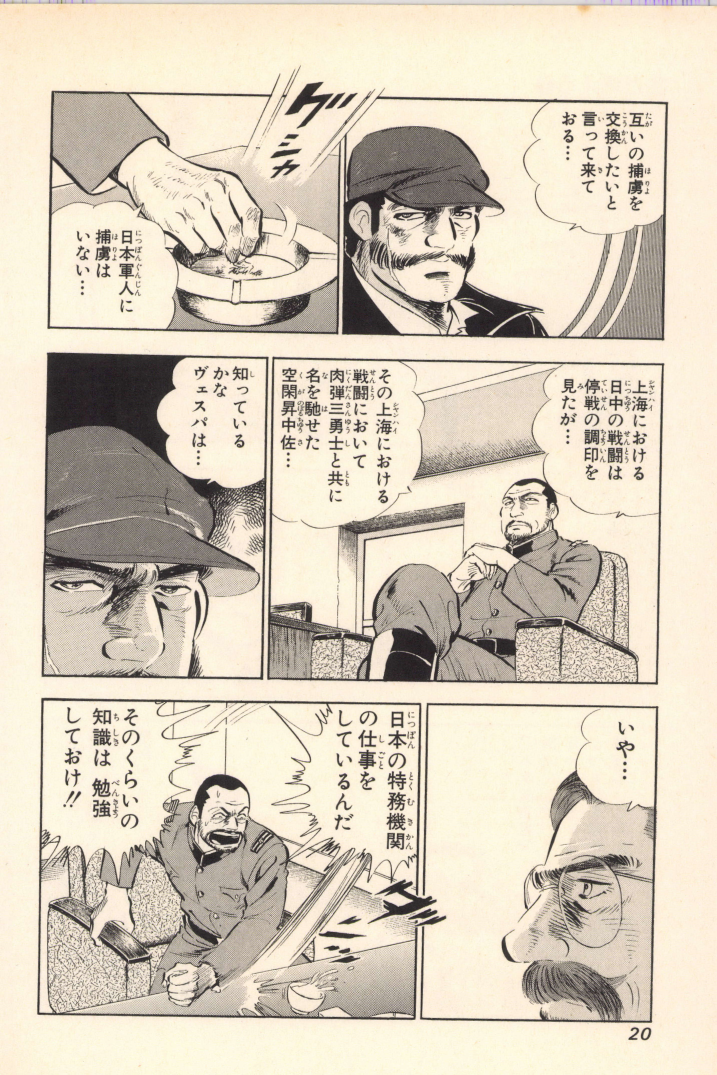 互いの捕虜を
交換したいと
言って来て
おる…
グシャ
日本軍人に
捕虜は
いない…
上海における
日中の戦闘は
停戦の調印を
見たが…
その上海における
戦闘において
肉弾三勇士と共に
名を馳せた
空閑昇中佐…
知っている
かな
ヴェスパは…
いや…
日本の特務機関
の仕事を
しているんだ
そのくらいの
知識は 勉強
しておけ!!
20